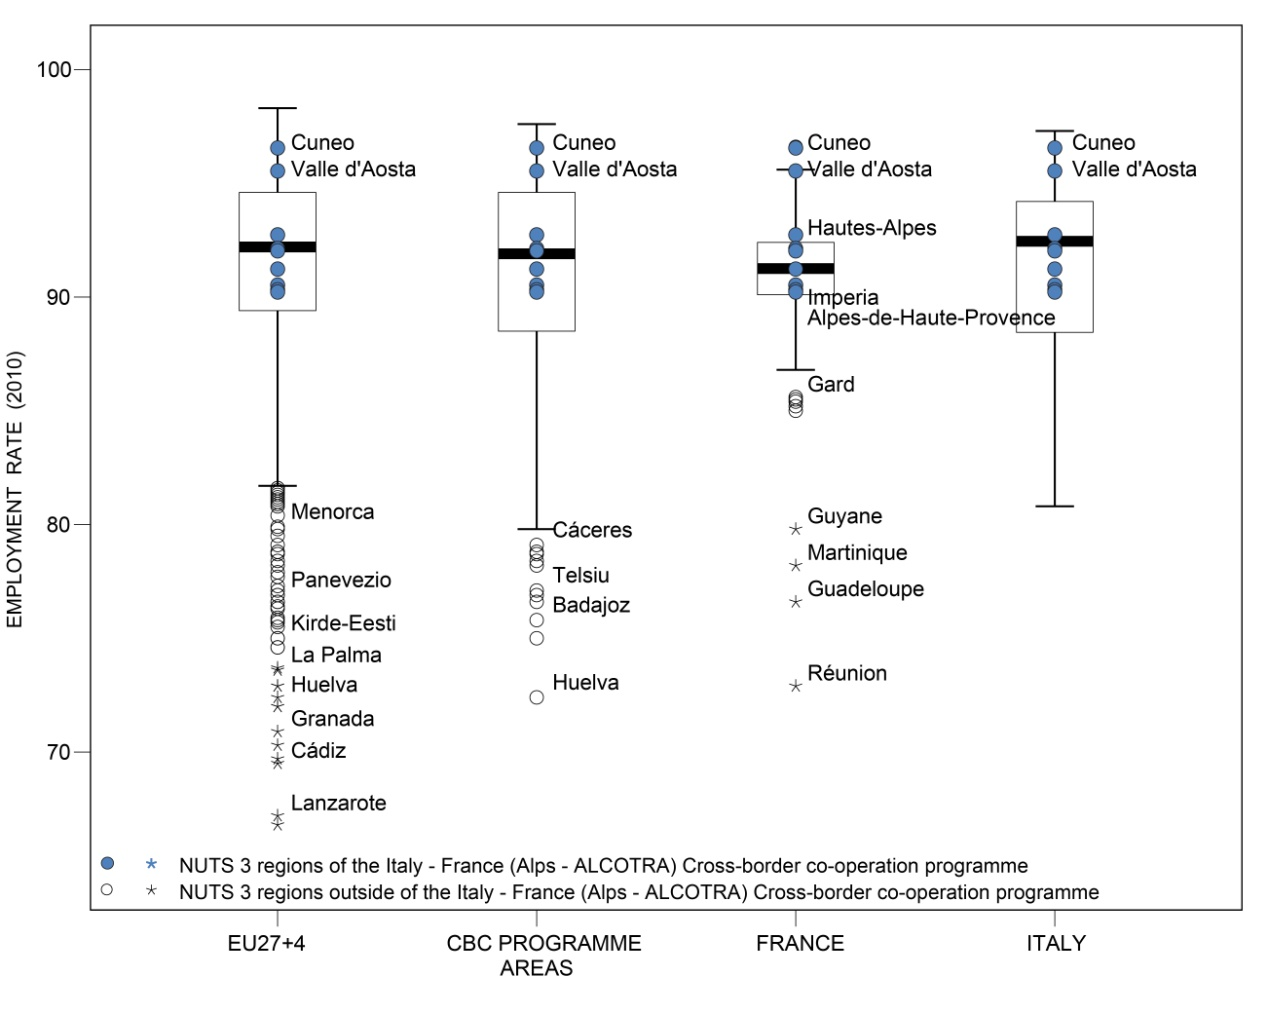 EMPLOYMENT RATE (2010)
100
90
80
70
Cuneo
Valle d'Aosta
Menorca
Panevezio
Kirde-Eesti
La Palma
Huelva
Granada
Cádiz
Lanzarote
Cuneo
Valle d'Aosta
Cáceres
Telsiu
Badajoz
Huelva
Cuneo
Valle d'Aosta
Hautes-Alpes
Imperia
Alpes-de-Haute-Provence
Gard
Guyane
Martinique
Guadeloupe
Réunion
Cuneo
Valle d'Aosta
NUTS 3 regions of the Italy - France (Alps - ALCOTRA) Cross-border co-operation programme
NUTS 3 regions outside of the Italy - France (Alps - ALCOTRA) Cross-border co-operation programme
EU27+4
CBC PROGRAMME
AREAS
FRANCE
ITALY